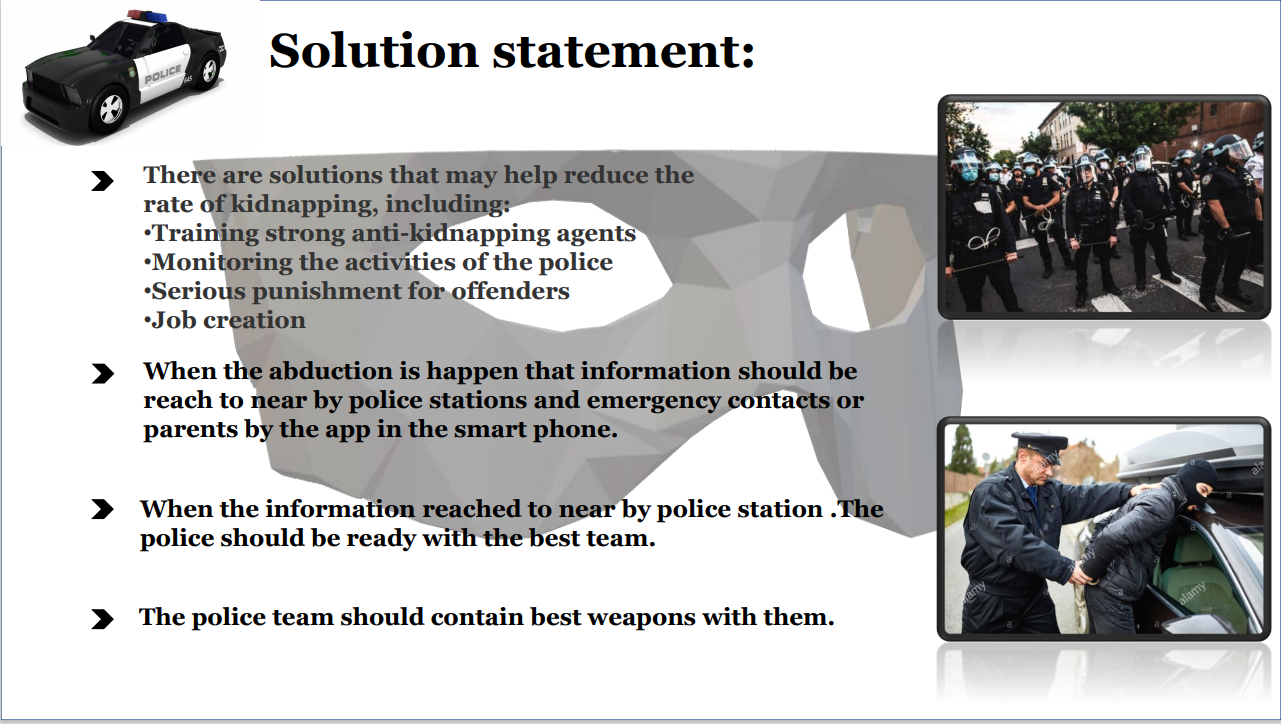 Solution statement:
POLICE
645
There are solutions that may help reduce the
rate of kidnapping, including:
•Training strong anti-kidnapping agents
•Monitoring the activities of the police
•Serious punishment for offenders
•Job creation
When the abduction is happen that information should be
reach to near by police stations and emergency contacts or
parents by the app in the smart phone.
When the information reached to near by police station .The
police should be ready with the best team.
The police team should contain best weapons with them.
alamy
alamy
alamy
a
a
a
a